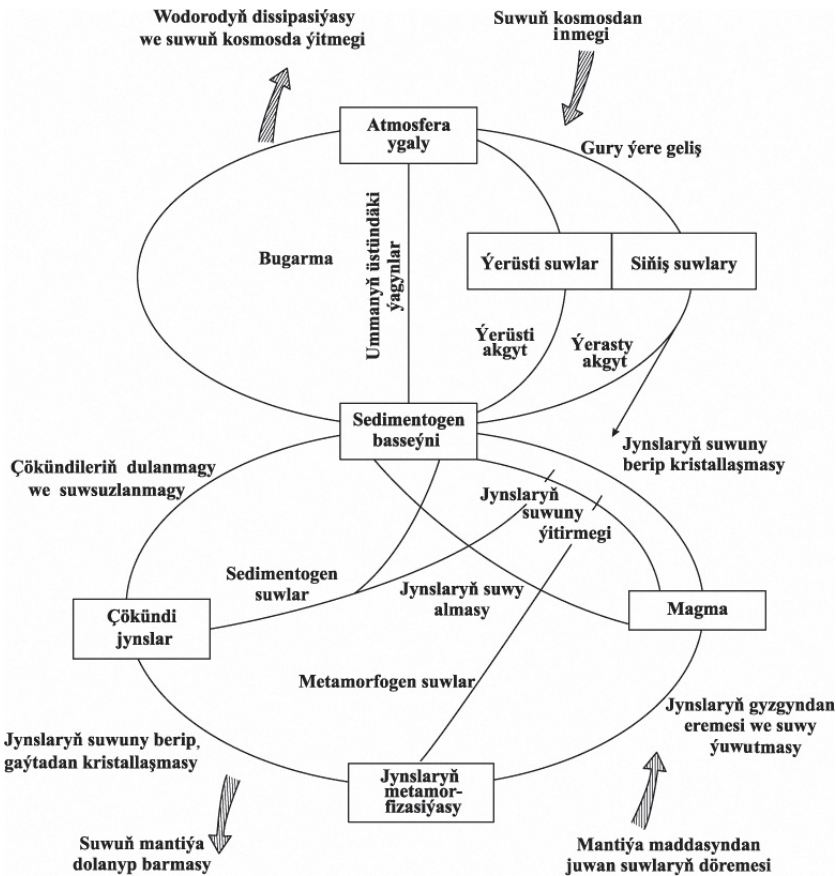 Wodorodyň dissipasiýasy
we suwuň kosmosda ýitmegi
Suwuň kosmosdan
inmegi
Atmosfera
ygaly
Gury ýere geliş
Bugarma
Ummanyň üstündäki
ýagynlar
Ýerüsti suwlar
Siňiş suwlary
Ýerüsti
akgyt
Ýerasty
akgyt
Sedimentogen
basseýni
Jynslaryň suwuny
berip kristallaşmasy
Çökündileriň dulanmagy
we suwsuzlanmagy
Jynslaryň
suwuny
ýitirmegi
Sedimentogen
suwlar
Jynslaryň suwy
almasy
Çökündi
jynslar
Magma
Metamorfogen suwlar
Jynslaryň gyzgyndan
eremesi we suwy
ýuwutmasy
Jynslaryň suwuny berip,
gaýtadan kristallaşmasy
Jynslaryň
metamor-
fizasiýasy
Suwuň mantiýa
dolanyp barmasy
Mantiýa maddasyndan
juwan suwlaryň döremesi